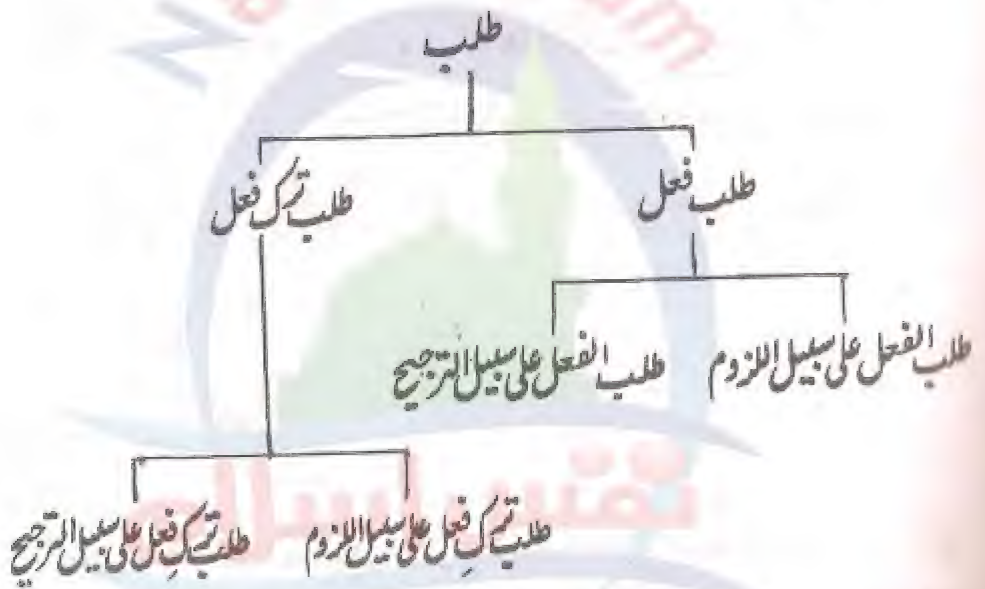 طلب
طلب فعل
طلب ترک فعل
طلب الفعل علی سبیل اللزوم
طلب الفعل علی سبیل الترجیح
طلب ترکِ فعل علی سبیل اللزوم
طلب ترکِ فعل علی سبیل الترجیح